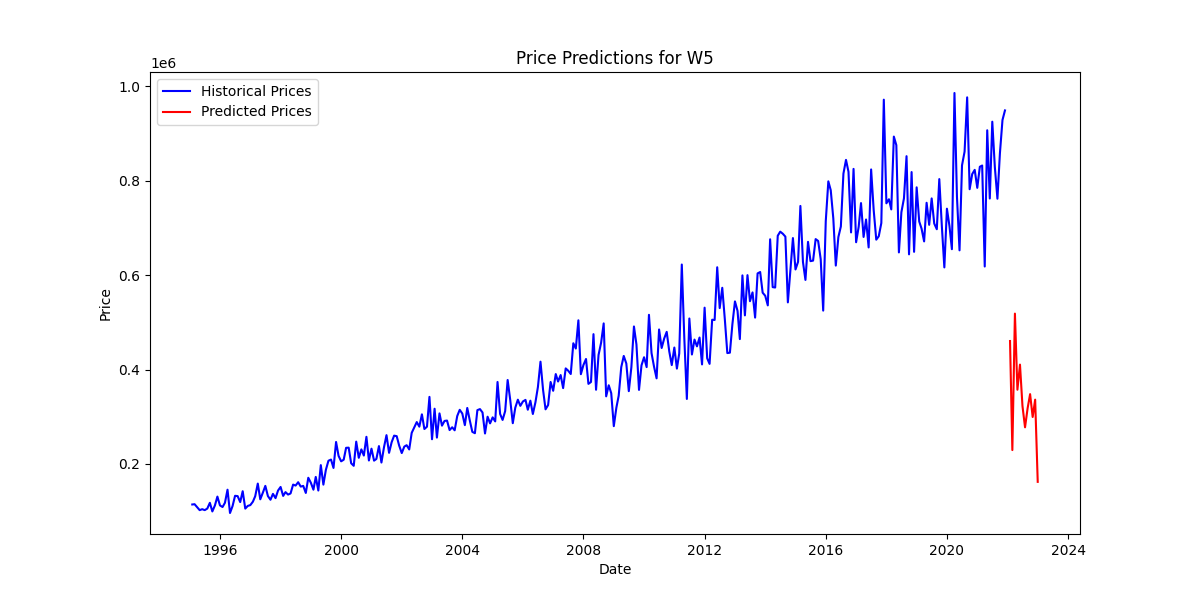 Price Predictions for W5
1e6
Historical Prices
Predicted Prices
1.0
0.8
0.6
0.4
0.2
Price
1996 2000 2004 2008 2012 2016 2020 2024
Date